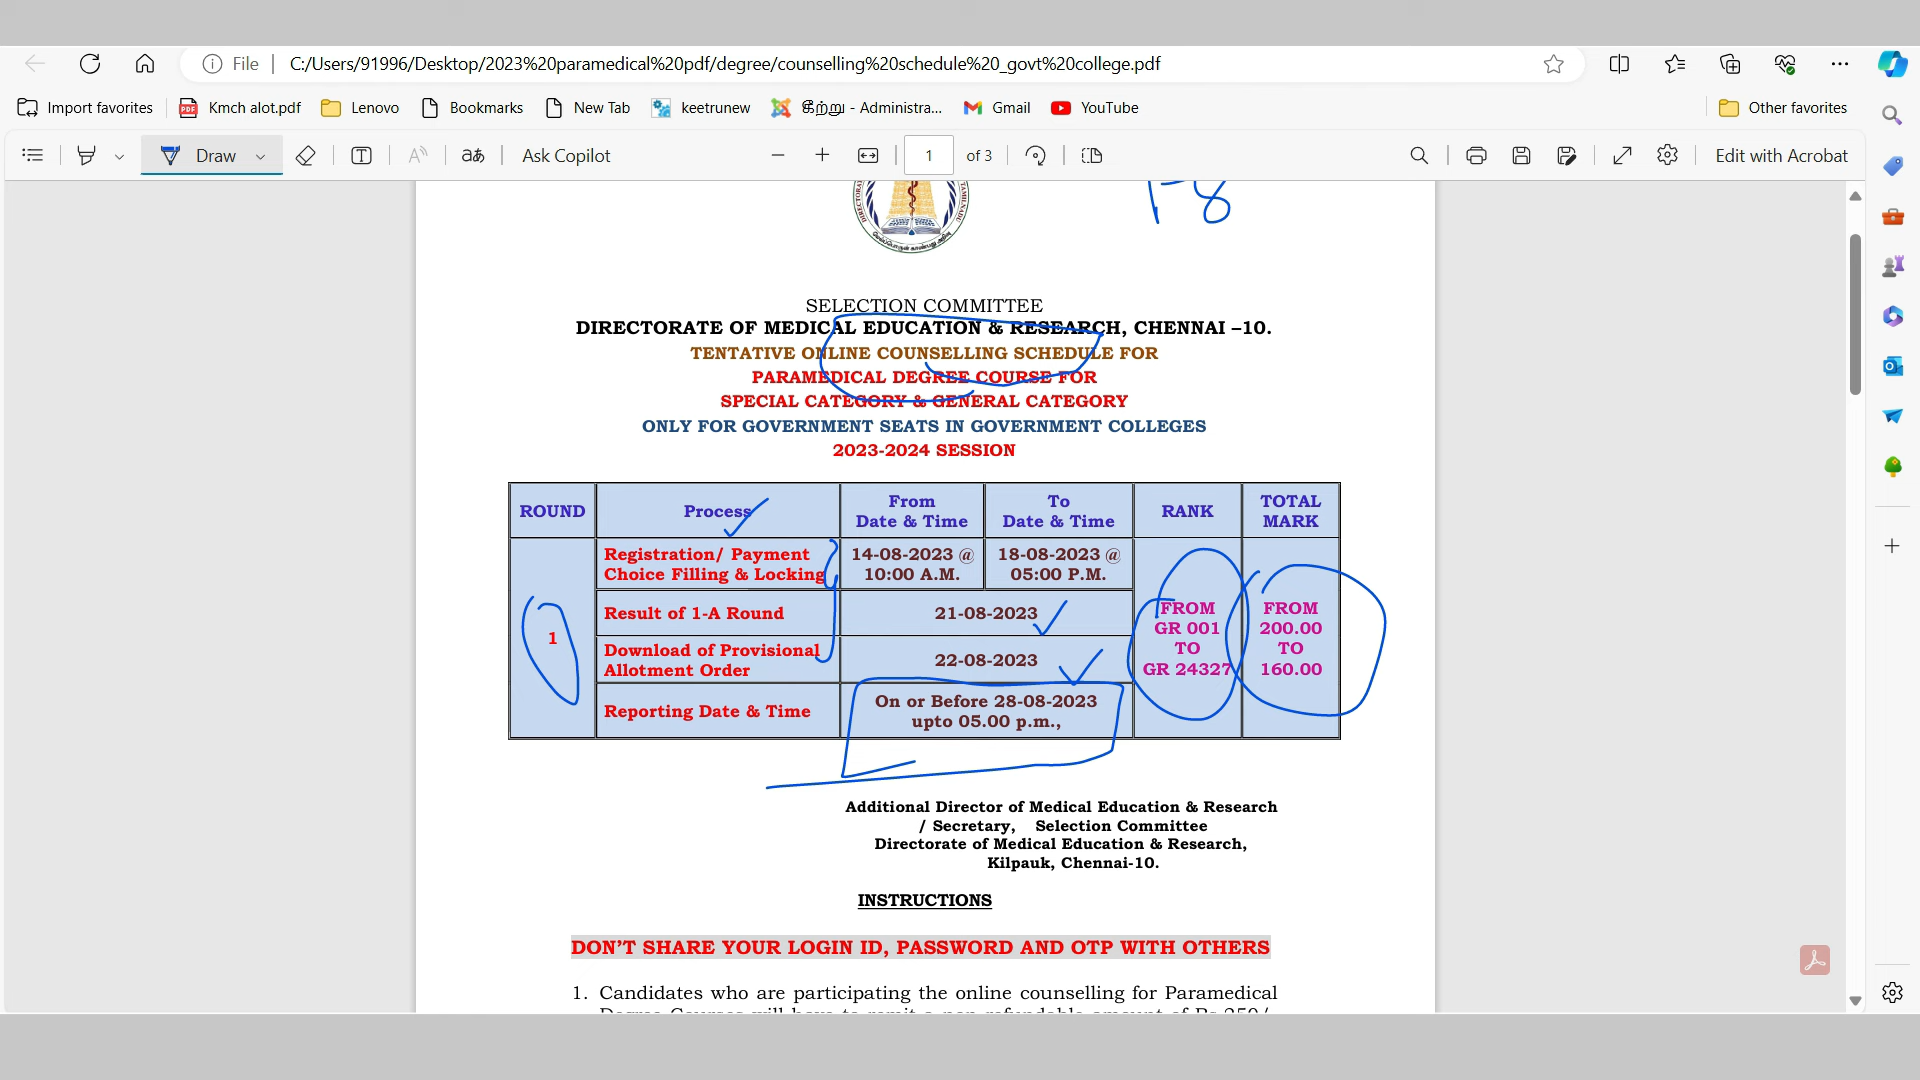 File
C:/Users/91996/Desktop/2023%20paramedical%20pdf/degree/counselling%20schedule%20_govt%20college.pdf
Import favorites
Kmch alot.pdf
Lenovo
Bookmarks
New Tab
keetrunew
கீற்று - Administra...
Gmail
YouTube
Other favorites
Draw
aあ
Ask Copilot
1
of 3
Edit with Acrobat
SELECTION COMMITTEE
DIRECTORATE OF MEDICAL EDUCATION & RESEARCH, CHENNAI –10.
TENTATIVE ONLINE COUNSELLING SCHEDULE FOR
PARAMEDICAL DEGREE COURSE FOR
SPECIAL CATEGORY & GENERAL CATEGORY
ONLY FOR GOVERNMENT SEATS IN GOVERNMENT COLLEGES
2023-2024 SESSION
ROUND
Process
From
Date & Time
To
Date & Time
RANK
TOTAL
MARK
1
Registration/ Payment
Choice Filling & Locking
14-08-2023 @
10:00 A.M.
18-08-2023 @
05:00 P.M.
Result of 1-A Round
21-08-2023
Download of Provisional
Allotment Order
22-08-2023
Reporting Date & Time
On or Before 28-08-2023
upto 05.00 p.m.,
FROM
GR 001
TO
GR 24327
FROM
200.00
TO
160.00
Additional Director of Medical Education & Research
/ Secretary, Selection Committee
Directorate of Medical Education & Research,
Kilpauk, Chennai-10.
INSTRUCTIONS
DON'T SHARE YOUR LOGIN ID, PASSWORD AND OTP WITH OTHERS
1. Candidates who are participating the online counselling for Paramedical